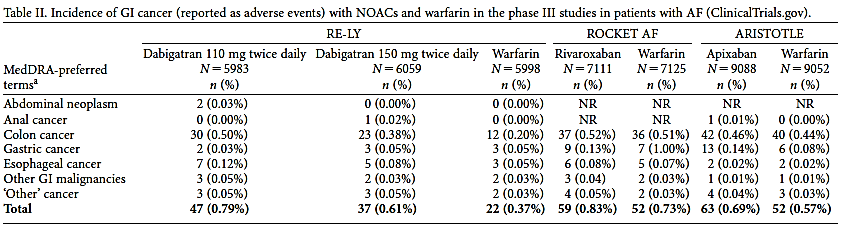 Table II. Incidence of GI cancer (reported as adverse events) with NOACs and warfarin in the phase III studies in patients with AF (ClinicalTrials.gov).
RE-LY ROCKET AF ARISTOTLE
Dabigatran 110 mg twice daily Dabigatran 150 mg twice daily Warfarin Rivaroxaban Warfarin Apixaban Warfarin
MedDRA-preferred N = 5983 N = 6059 N = 5998 N = 7111 N = 7125 N = 9088 N = 9052
termsᵃ n (%) n (%) n (%) n (%) n (%) n (%) n (%)
Abdominal neoplasm 2 (0.03%) 0 (0.00%) 0 (0.00%) NR NR NR NR
Anal cancer 0 (0.00%) 1 (0.02%) 0 (0.00%) NR NR 1 (0.01%) 0 (0.00%)
Colon cancer 30 (0.50%) 23 (0.38%) 12 (0.20%) 37 (0.52%) 36 (0.51%) 42 (0.46%) 40 (0.44%)
Gastric cancer 2 (0.03%) 3 (0.05%) 3 (0.05%) 9 (0.13%) 7 (1.00%) 13 (0.14%) 6 (0.08%)
Esophageal cancer 7 (0.12%) 5 (0.08%) 3 (0.05%) 6 (0.08%) 5 (0.07%) 2 (0.02%) 2 (0.02%)
Other GI malignancies 3 (0.05%) 2 (0.03%) 2 (0.03%) 3 (0.04) 2 (0.03%) 1 (0.01%) 1 (0.01%)
'Other' cancer 3 (0.05%) 3 (0.05%) 2 (0.03%) 4 (0.05%) 2 (0.03%) 4 (0.04%) 3 (0.03%)
Total 47 (0.79%) 37 (0.61%) 22 (0.37%) 59 (0.83%) 52 (0.73%) 63 (0.69%) 52 (0.57%)